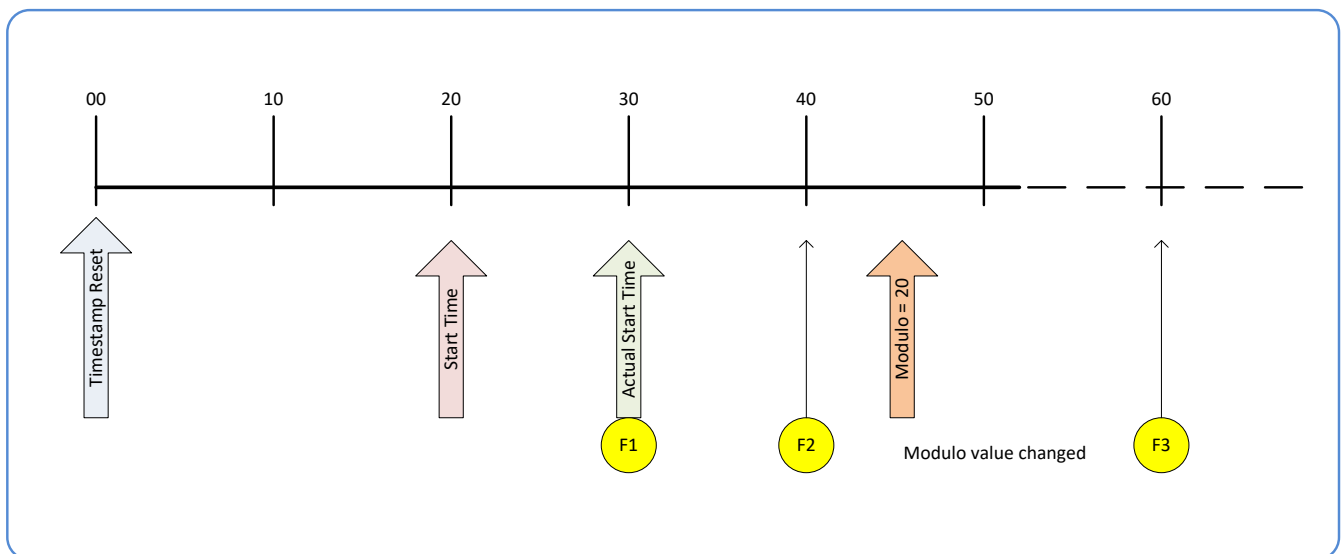 00 10 20 30 40 50 60
Timestamp Reset
Start Time
Actual Start Time
Modulo = 20
F1 F2 Modulo value changed F3